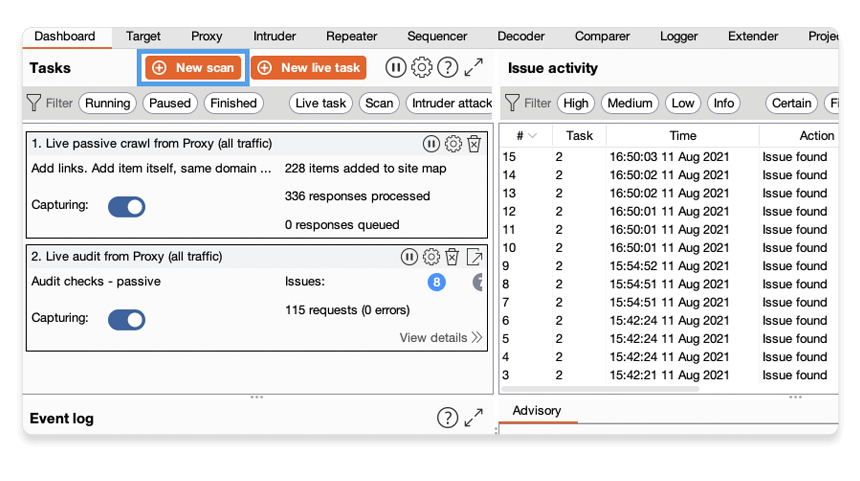 Dashboard Target Proxy Intruder Repeater Sequencer Decoder Comparer Logger Extender Projec
Tasks New scan New live task
Filter Running Paused Finished Live task Scan Intruder attack
1. Live passive crawl from Proxy (all traffic)
Add links. Add item itself, same domain ... 228 items added to site map
336 responses processed
Capturing:
0 responses queued
2. Live audit from Proxy (all traffic)
Audit checks - passive Issues: 8 7
115 requests (0 errors)
Capturing:
View details
Event log
Issue activity
Filter High Medium Low Info Certain Fi
# Task Time Action
15 2 16:50:03 11 Aug 2021 Issue found
14 2 16:50:02 11 Aug 2021 Issue found
13 2 16:50:02 11 Aug 2021 Issue found
12 2 16:50:01 11 Aug 2021 Issue found
11 2 16:50:01 11 Aug 2021 Issue found
10 2 16:50:01 11 Aug 2021 Issue found
9 2 15:54:52 11 Aug 2021 Issue found
8 2 15:54:51 11 Aug 2021 Issue found
7 2 15:54:51 11 Aug 2021 Issue found
6 2 15:42:24 11 Aug 2021 Issue found
5 2 15:42:24 11 Aug 2021 Issue found
4 2 15:42:24 11 Aug 2021 Issue found
3 2 15:42:21 11 Aug 2021 Issue found
Advisory